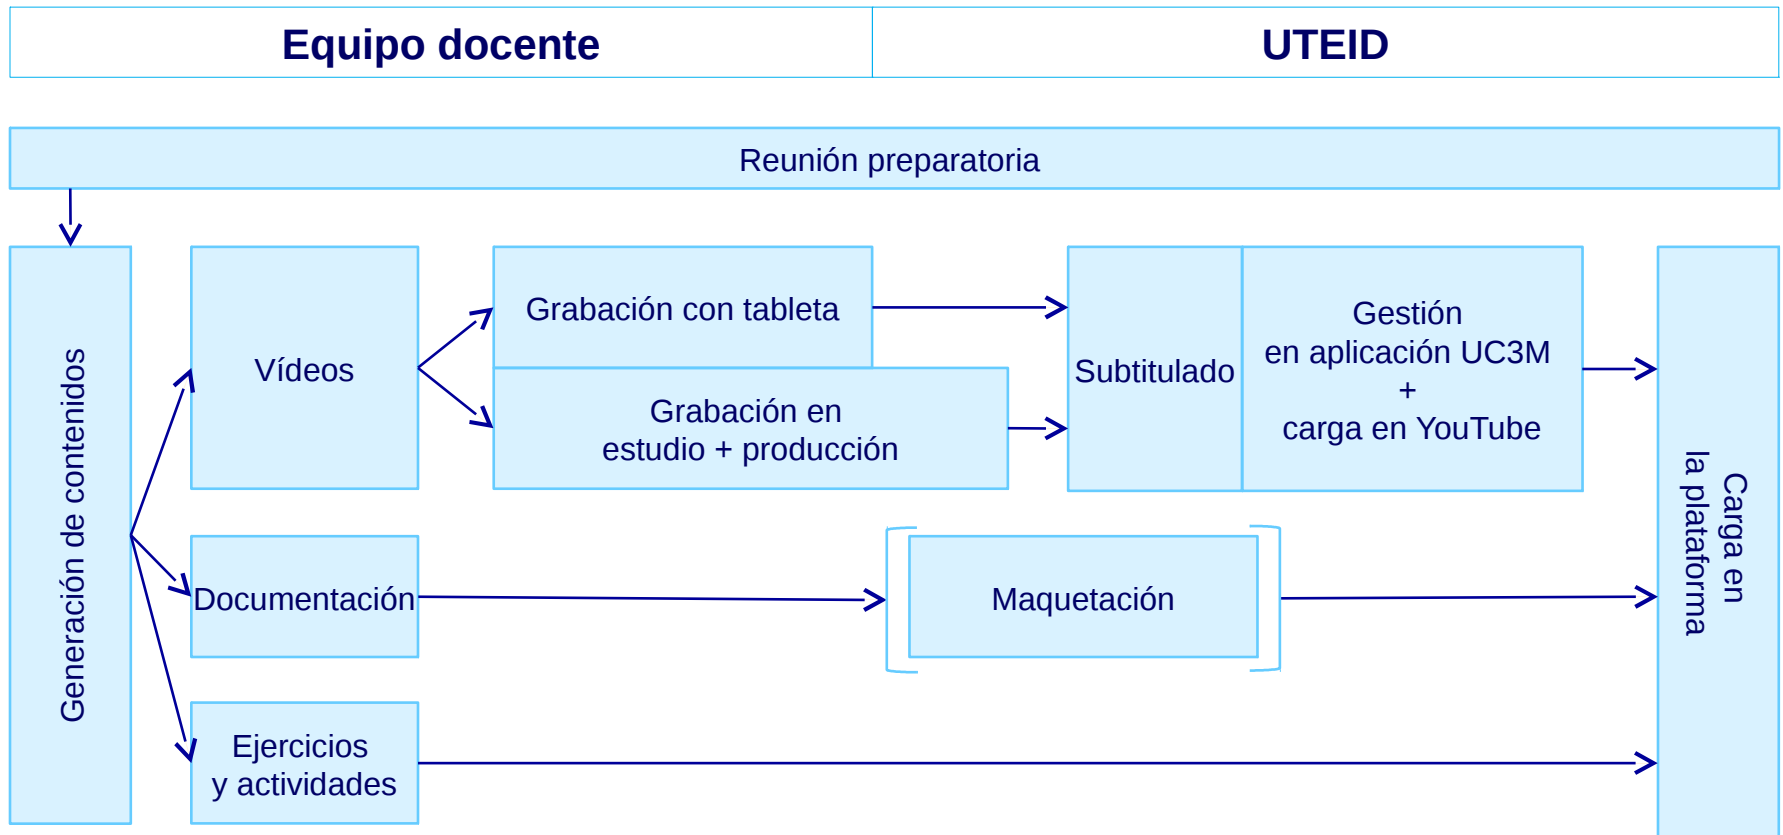 Equipo docente
UTEID
Reunión preparatoria
Generación de contenidos
Vídeos
Grabación con tableta
Grabación en
estudio + producción
Subtitulado
Gestión
en aplicación UC3M
+
carga en YouTube
Documentación
Maquetación
Ejercicios
y actividades
Carga en
la plataforma